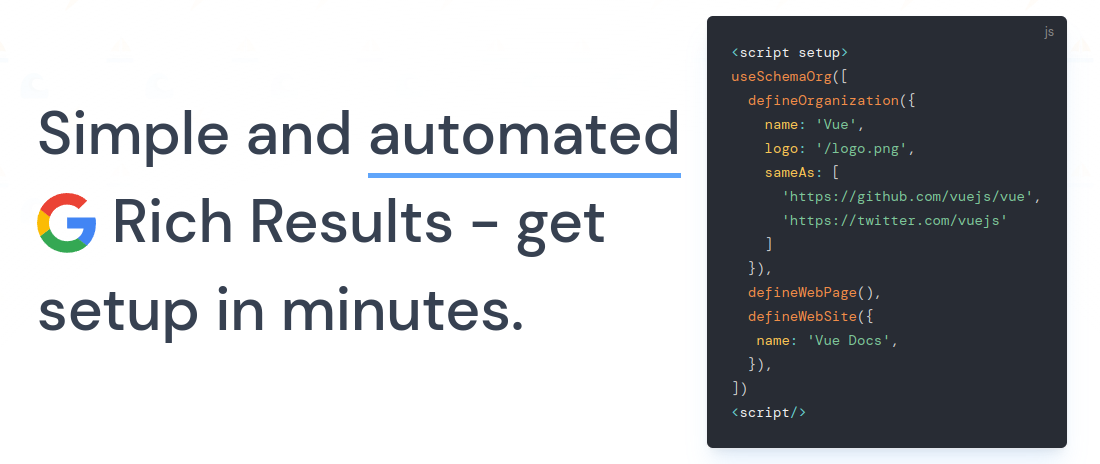 Simple and automated
Rich Results - get
setup in minutes.
js
<script setup>
useSchemaOrg([
  defineOrganization({
    name: 'Vue',
    logo: '/logo.png',
    sameAs: [
      'https://github.com/vuejs/vue',
      'https://twitter.com/vuejs'
    ]
  }),
  defineWebPage(),
  defineWebSite({
   name: 'Vue Docs',
  }),
])
<script/>